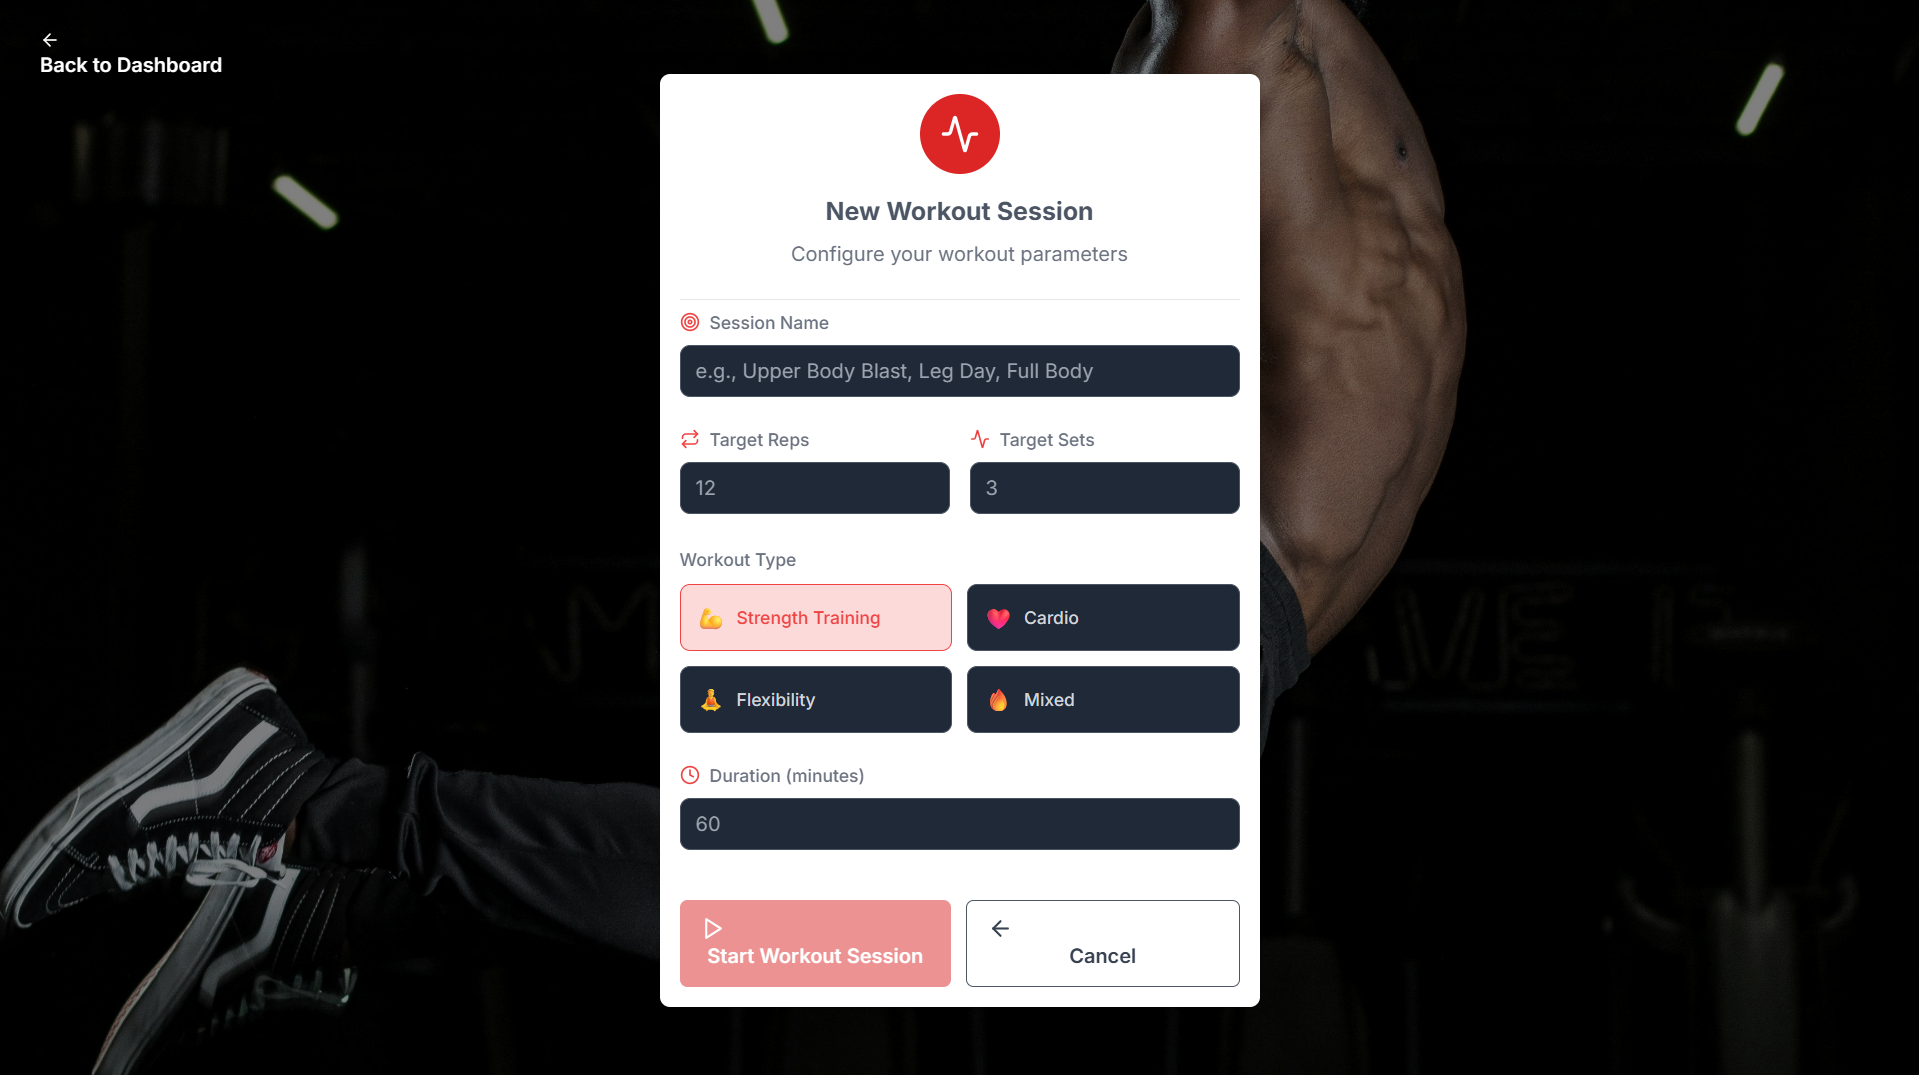 Back to Dashboard
New Workout Session
Configure your workout parameters
Session Name
e.g., Upper Body Blast, Leg Day, Full Body
Target Reps
Target Sets
12
3
Workout Type
Strength Training
Cardio
Flexibility
Mixed
Duration (minutes)
60
Start Workout Session
Cancel